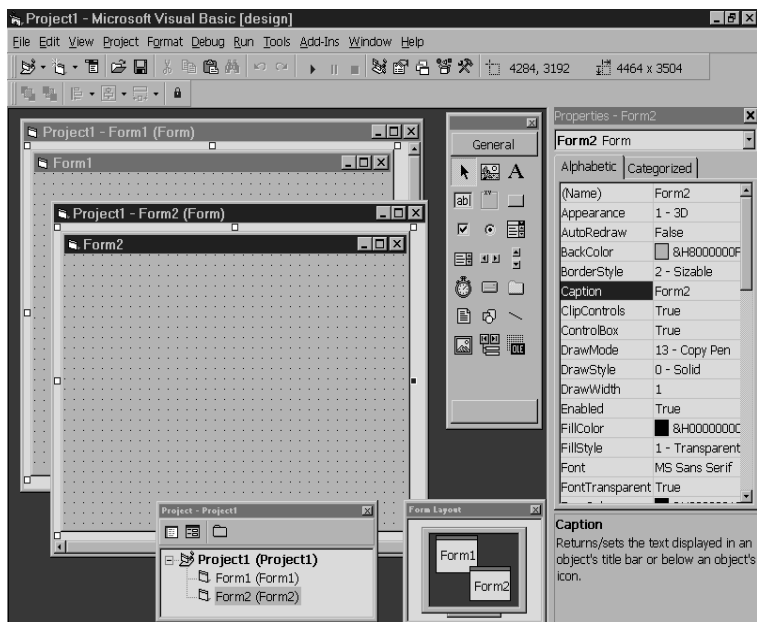 Project1 - Microsoft Visual Basic [design]
File Edit View Project Format Debug Run Tools Add-Ins Window Help
4284, 3192 4464 x 3504
Project1 - Form1 (Form)
Form1
Project1 - Form2 (Form)
Form2
General
A
ab|
xv
OLE
Properties - Form2
Form2 Form
Alphabetic Categorized
(Name) Form2
Appearance 1 - 3D
AutoRedraw False
BackColor &H8000000F
BorderStyle 2 - Sizable
Caption Form2
ClipControls True
ControlBox True
DrawMode 13 - Copy Pen
DrawStyle 0 - Solid
DrawWidth 1
Enabled True
FillColor &H0000000C
FillStyle 1 - Transparent
Font MS Sans Serif
FontTransparent True
Caption
Returns/sets the text displayed in an
object's title bar or below an object's
icon.
Project - Project1
Project1 (Project1)
Form1 (Form1)
Form2 (Form2)
Form Layout
Form1
Form2